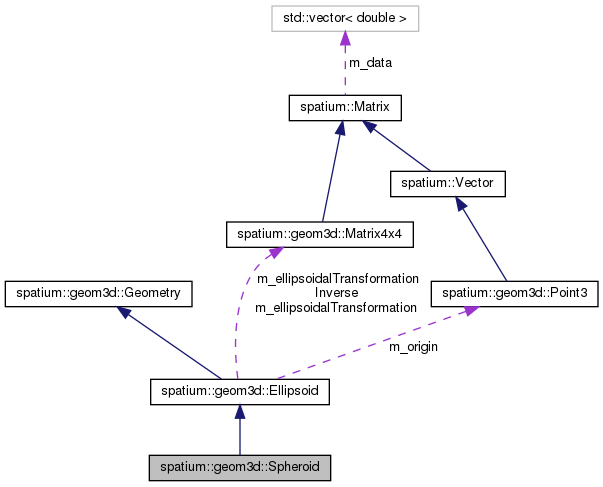 std::vector< double >
m_data
spatium::Matrix
spatium::Vector
spatium::geom3d::Matrix4x4
m_ellipsoidalTransformation
Inverse
m_ellipsoidalTransformation
spatium::geom3d::Geometry
spatium::geom3d::Point3
m_origin
spatium::geom3d::Ellipsoid
spatium::geom3d::Spheroid